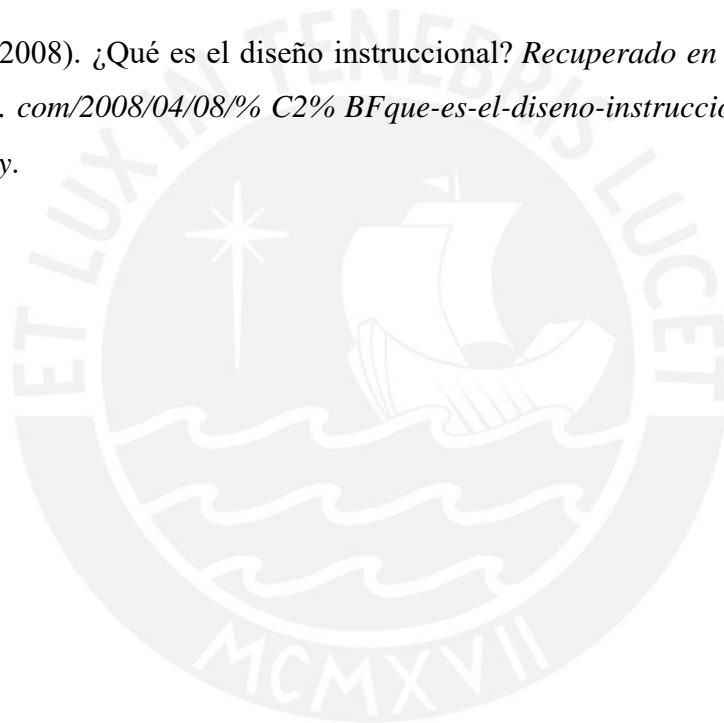 2008). ¿Qué es el diseño instruccional? Recuperado en
. com/2008/04/08/% C2% BFque-es-el-diseno-instruccio
y.
ET LUX IN TENEBRIS LUCET
MCMXVII